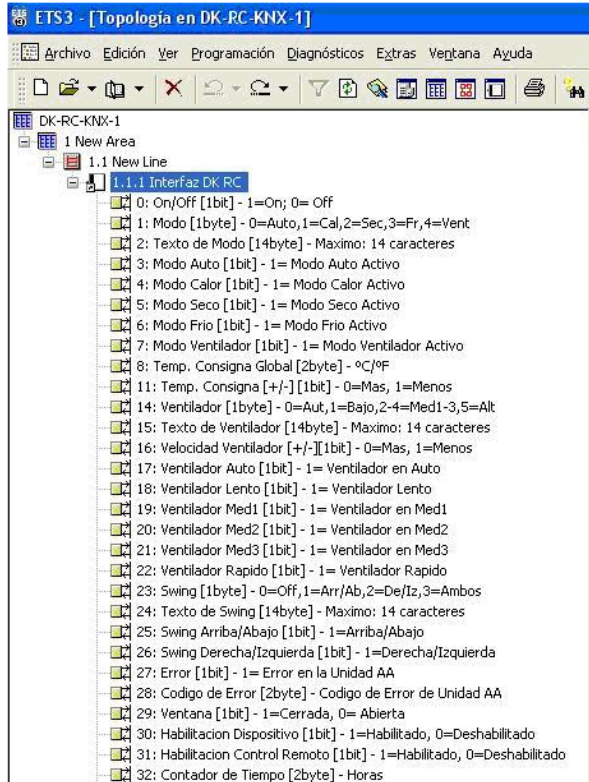 ETS3 - [Topología en DK-RC-KNX-1]
Archivo Edición Ver Programación Diagnósticos Extras Ventana Ayuda
DK-RC-KNX-1
1 New Area
1.1 New Line
1.1.1 Interfaz DK RC
0: On/Off [1bit] - 1=On; 0= Off
1: Modo [1byte] - 0=Auto,1=Cal,2=Sec,3=Fr,4=Vent
2: Texto de Modo [14byte] - Maximo: 14 caracteres
3: Modo Auto [1bit] - 1= Modo Auto Activo
4: Modo Calor [1bit] - 1= Modo Calor Activo
5: Modo Seco [1bit] - 1= Modo Seco Activo
6: Modo Frio [1bit] - 1= Modo Frio Activo
7: Modo Ventilador [1bit] - 1= Modo Ventilador Activo
8: Temp. Consigna Global [2byte] - ºC/ºF
11: Temp. Consigna [+/-] [1bit] - 0=Mas, 1=Menos
14: Ventilador [1byte] - 0=Aut,1=Bajo,2-4=Med1-3,5=Alt
15: Texto de Ventilador [14byte] - Maximo: 14 caracteres
16: Velocidad Ventilador [+/-][1bit] - 0=Mas, 1=Menos
17: Ventilador Auto [1bit] - 1= Ventilador en Auto
18: Ventilador Lento [1bit] - 1= Ventilador Lento
19: Ventilador Med1 [1bit] - 1= Ventilador en Med1
20: Ventilador Med2 [1bit] - 1= Ventilador en Med2
21: Ventilador Med3 [1bit] - 1= Ventilador en Med3
22: Ventilador Rapido [1bit] - 1= Ventilador Rapido
23: Swing [1byte] - 0=Off,1=Arr/Ab,2=De/Iz,3=Ambos
24: Texto de Swing [14byte] - Maximo: 14 caracteres
25: Swing Arriba/Abajo [1bit] - 1=Arriba/Abajo
26: Swing Derecha/Izquierda [1bit] - 1=Derecha/Izquierda
27: Error [1bit] - 1= Error en la Unidad AA
28: Codigo de Error [2byte] - Codigo de Error de Unidad AA
29: Ventana [1bit] - 1=Cerrada, 0= Abierta
30: Habilitacion Dispositivo [1bit] - 1=Habilitado, 0=Deshabilitado
31: Habilitacion Control Remoto [1bit] - 1=Habilitado, 0=Deshabilitado
32: Contador de Tiempo [2byte] - Horas